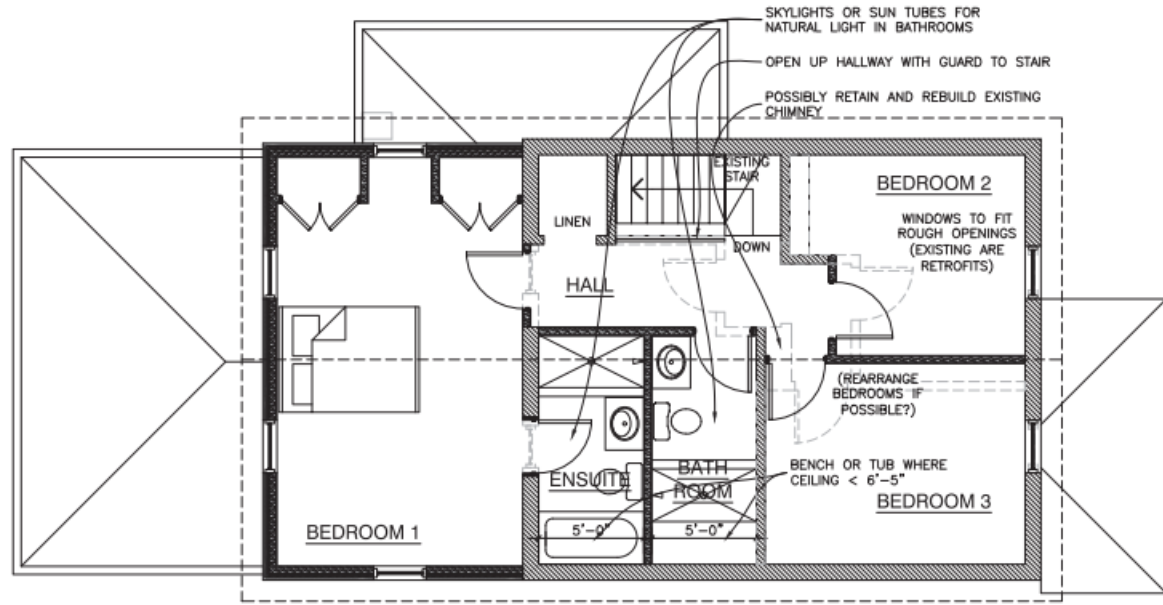 SKYLIGHTS OR SUN TUBES FOR
NATURAL LIGHT IN BATHROOMS
OPEN UP HALLWAY WITH GUARD TO STAIR
POSSIBLY RETAIN AND REBUILD EXISTING
CHIMNEY
EXISTING
STAIR
BEDROOM 2
LINEN
WINDOWS TO FIT
ROUGH OPENINGS
(EXISTING ARE
RETROFITS)
DOWN
HALL
(REARRANGE
BEDROOMS IF
POSSIBLE?)
BENCH OR TUB WHERE
CEILING < 6'-5"
ENSUITE
BATH
ROOM
BEDROOM 3
BEDROOM 1
5'-0"
5'-0"